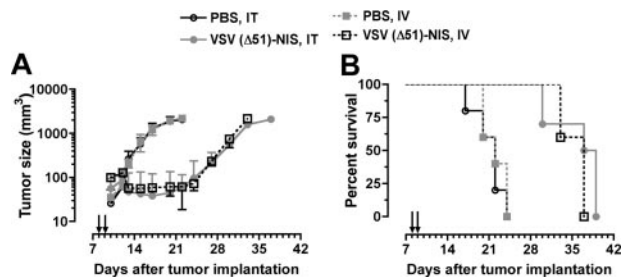 PBS, IT
PBS, IV
VSV (Δ51)-NIS, IT
VSV (Δ51)-NIS, IV
A
B
Tumor size (mm³)
10000
1000
100
10
7 14 21 28 35 42
Days after tumor implantation
Percent survival
100
75
50
25
0
7 14 21 28 35 42
Days after tumor implantation